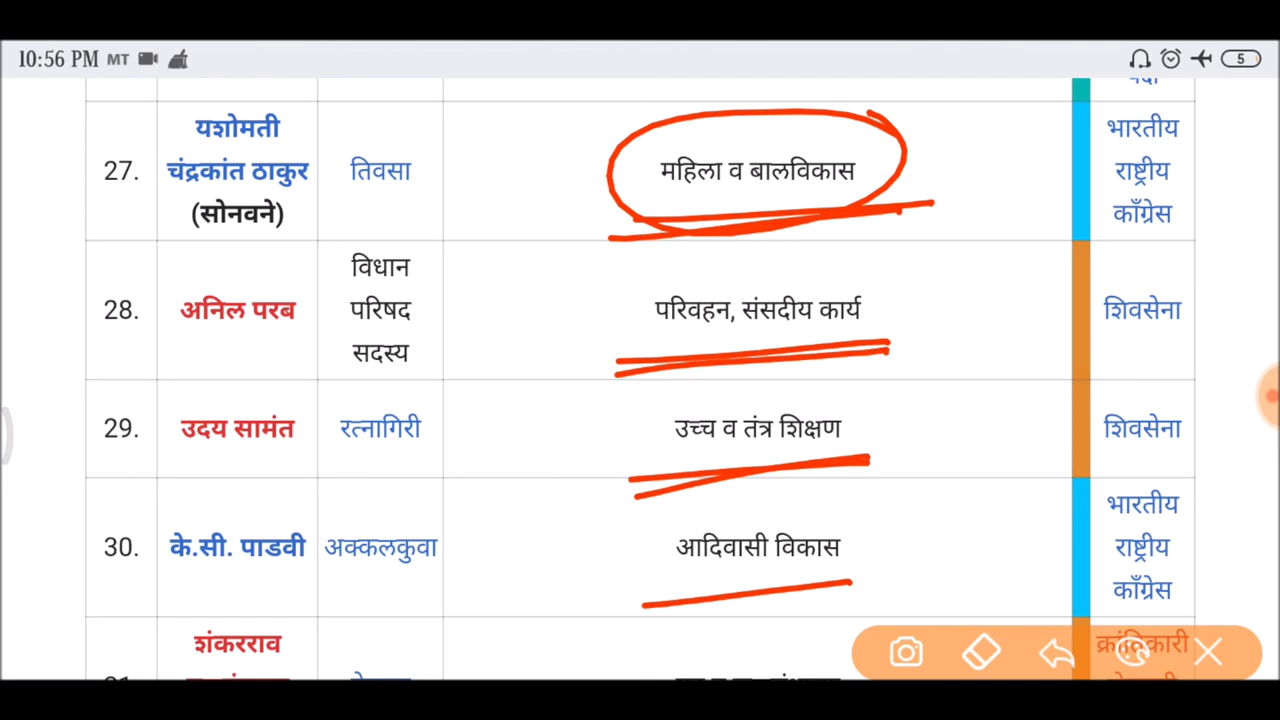 10:56 PM MT
5
27.
यशोमती
चंद्रकांत ठाकुर
(सोनवने)
तिवसा
महिला व बालविकास
भारतीय
राष्ट्रीय
काँग्रेस
28.
अनिल परब
विधान
परिषद
सदस्य
परिवहन, संसदीय कार्य
शिवसेना
29.
उदय सामंत
रत्नागिरी
उच्च व तंत्र शिक्षण
शिवसेना
30.
के.सी. पाडवी
अक्कलकुवा
आदिवासी विकास
भारतीय
राष्ट्रीय
काँग्रेस
शंकरराव
क्रांतिकारी